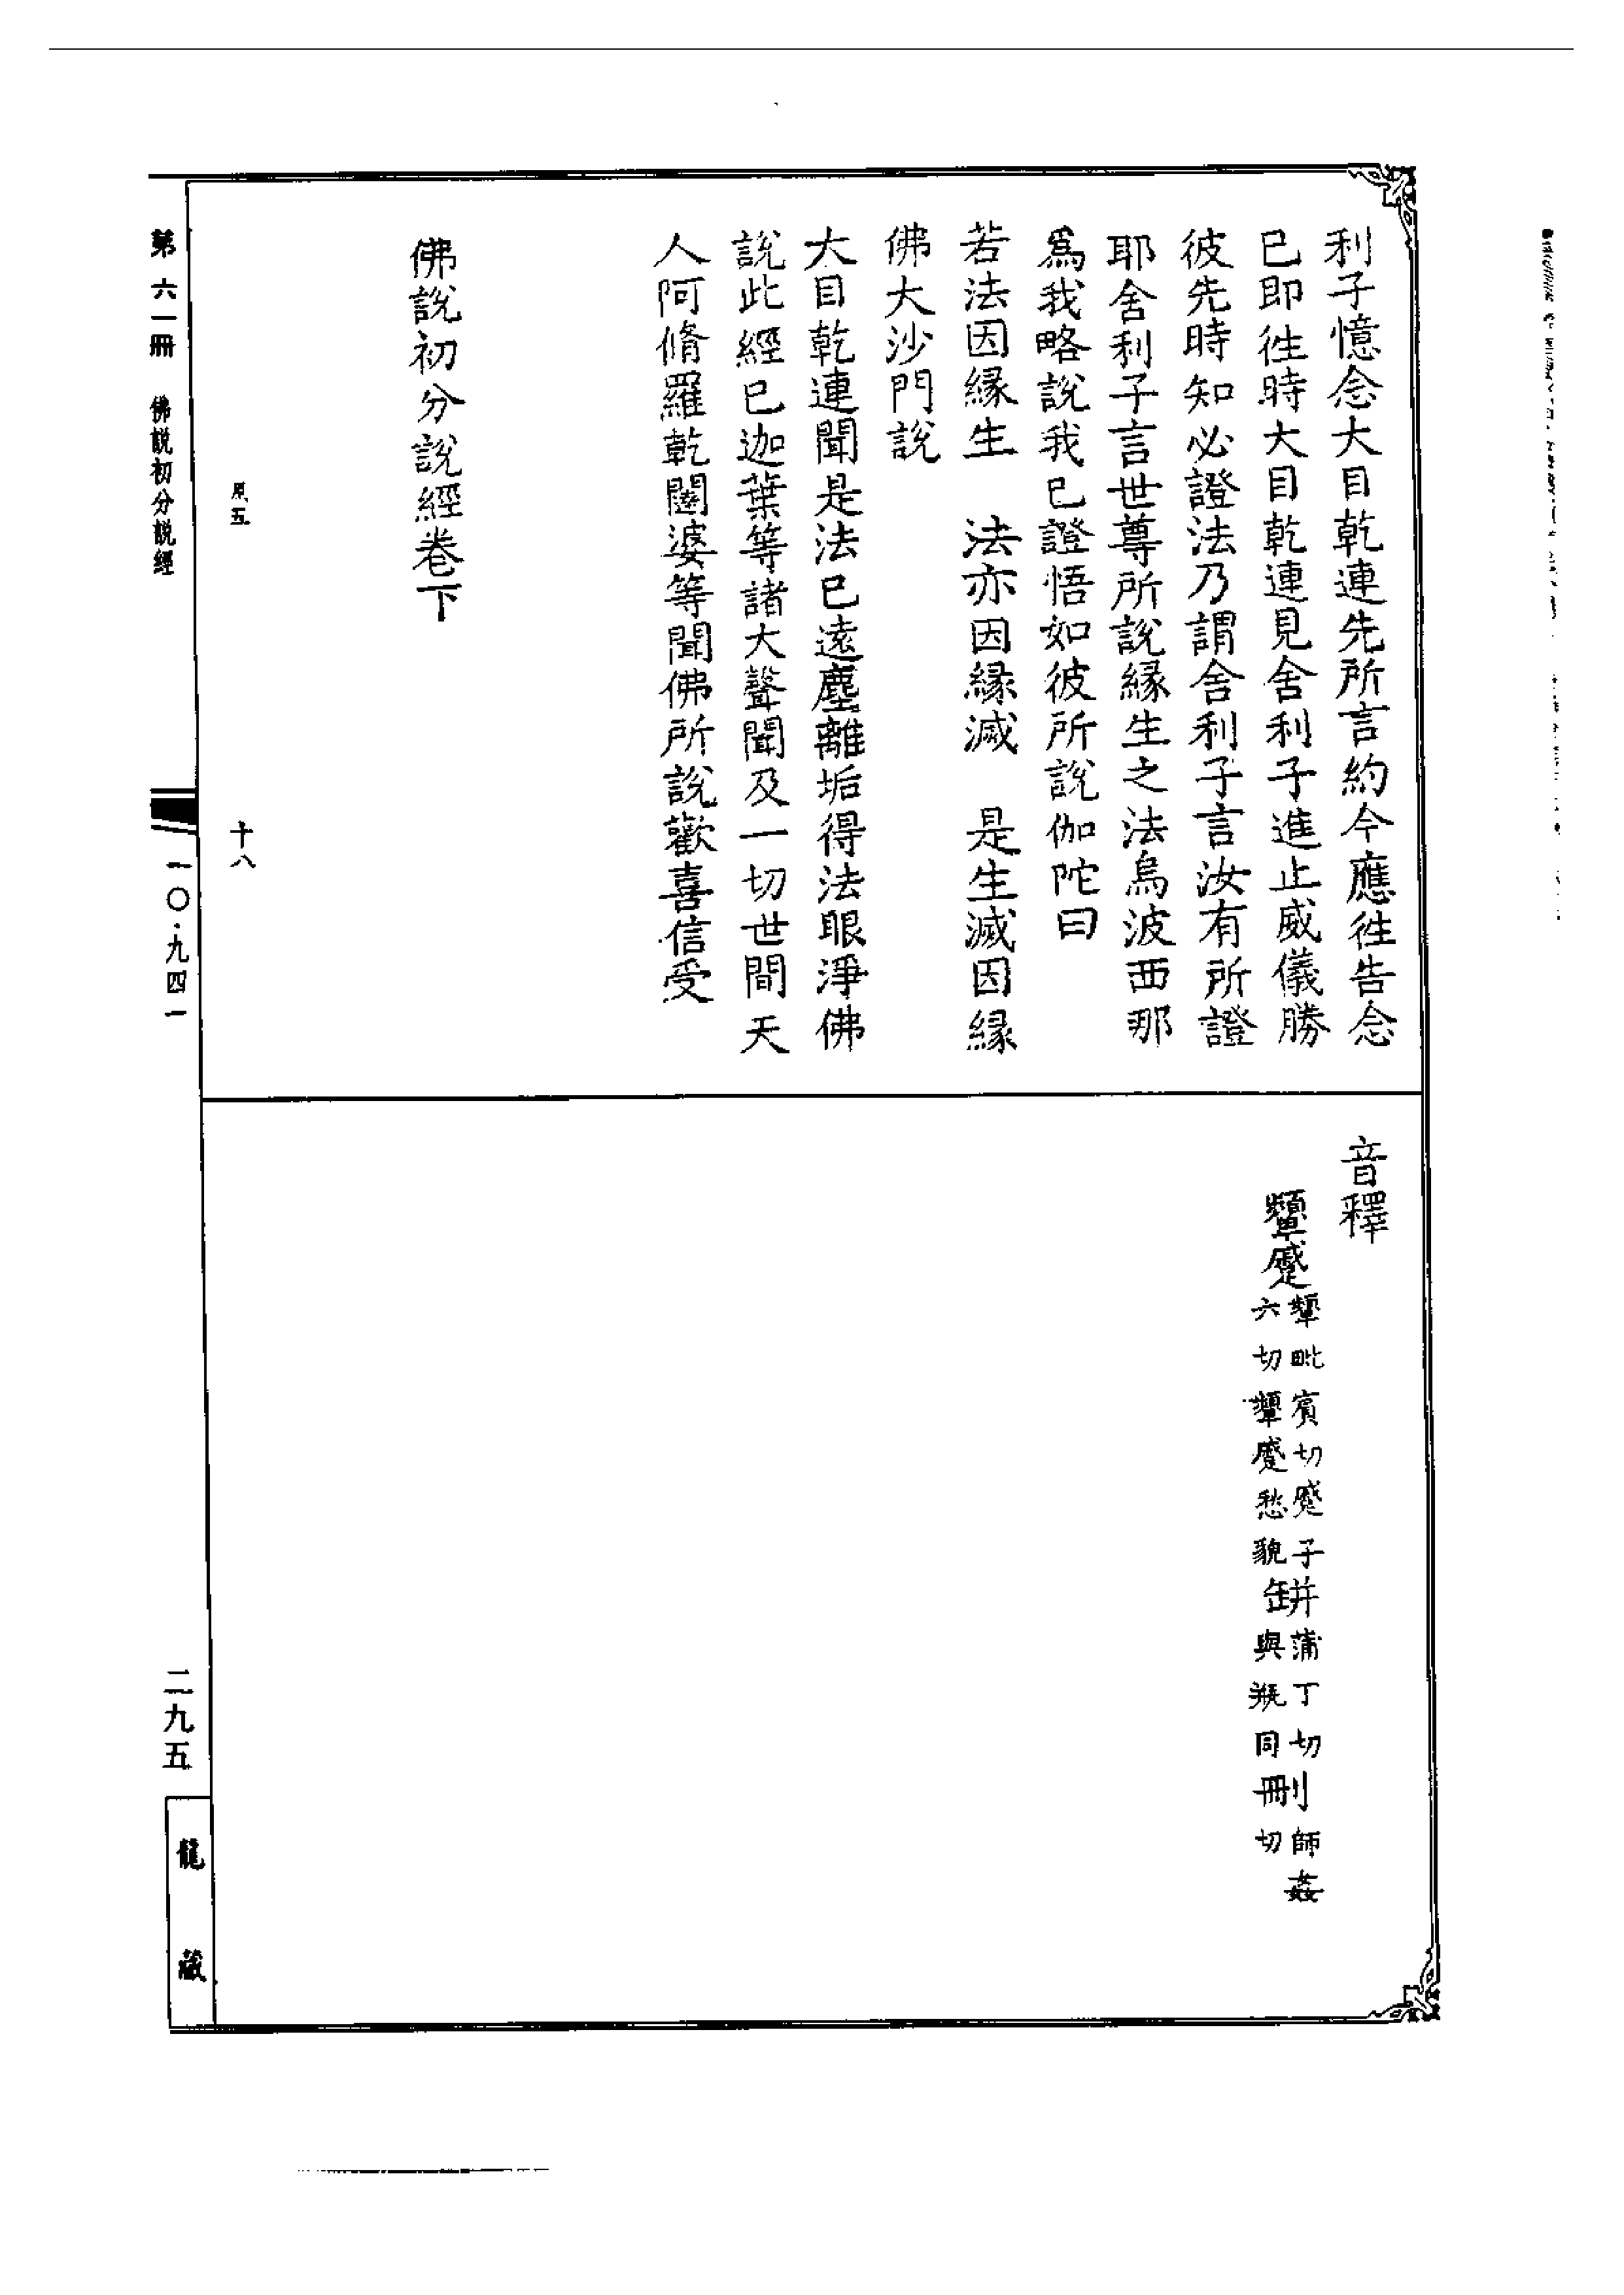 利子憶念大目乾連先所言約今應徃告念
已即徃時大目乾連見舍利子進止威儀勝
彼先時知必證法乃謂舍利子言汝有所證
耶舍利子言世尊所說緣生之法烏波西那
爲我略說我已證悟如彼所說伽陀曰
若法因緣生　法亦因緣滅　是生滅因緣
佛大沙門說
大目乾連聞是法已遠塵離垢得法眼淨佛
說此經已迦葉等諸大聲聞及一切世間天
人阿脩羅乾闥婆等聞佛所說歡喜信受
佛說初分說經卷下
音釋
顰蹙
顰毗賓切蹙子
六切顰蹙愁貌
缾
蒲丁切
與瓶同
刪
師姦
切
夙五
十八
第六一冊　佛説初分説經
一〇·九四一
二九五
龍藏